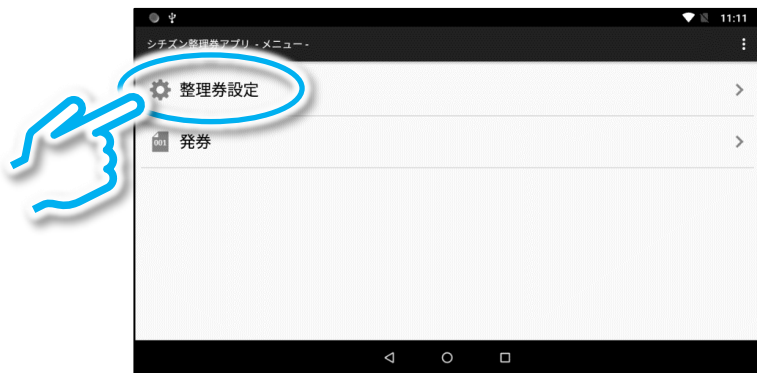 11:11
シチズン整理券アプリ - メニュー -
整理券設定
001
発券